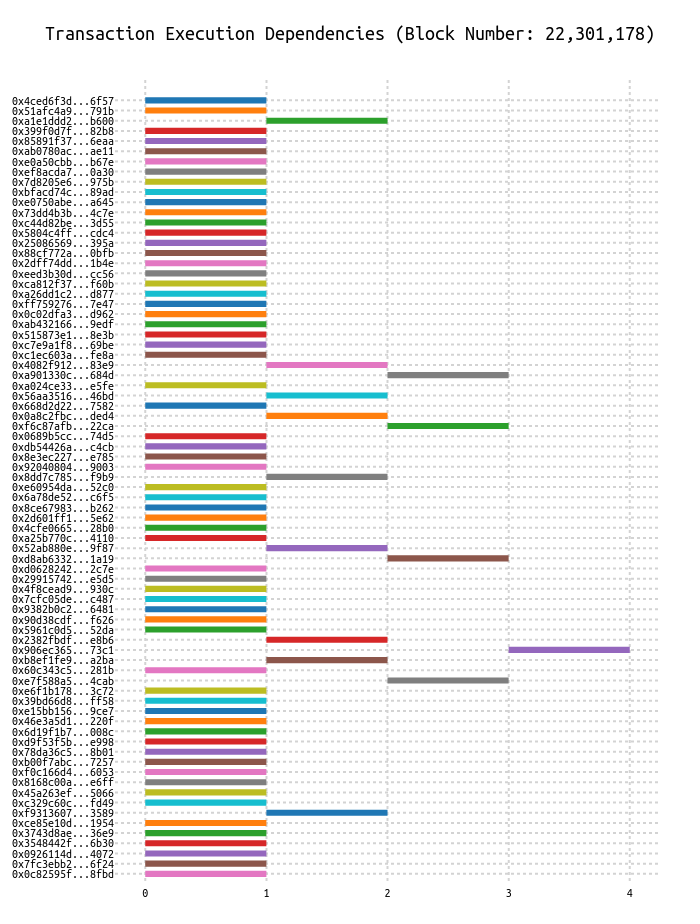 Transaction Execution Dependencies (Block Number: 22,301,178)
0x4ced6f3d...6f57
0x51afc4a9...791b
0xa1e1ddd2...b600
0x399f0d7f...82b8
0x85891f37...6eaa
0xab0780ac...ae11
0xe0a50cbb...b67e
0xef8acda7...0a30
0x7d8205e6...975b
0xbfacd74c...89ad
0xe0750abe...a645
0x73dd4b3b...4c7e
0xc44d82be...3d55
0x5804c4ff...cdc4
0x25086569...395a
0x88cf772a...0bfb
0x2dff74dd...1b4e
0xeed3b30d...cc56
0xca812f37...f60b
0xa26dd1c2...d877
0xff759276...7e47
0x0c02dfa3...d962
0xab432166...9edf
0x515873e1...8e3b
0xc7e9a1f8...69be
0xc1ec603a...fe8a
0x4082f912...83e9
0xa901330c...684d
0xa024ce33...e5fe
0x56aa3516...46bd
0x668d2d22...7582
0x0a8c2fbc...ded4
0xf6c87afb...22ca
0x0689b5cc...74d5
0xdb54426a...c4cb
0x8e3ec227...e785
0x92040804...9003
0x8dd7c785...f9b9
0xe60954da...52c0
0x6a78de52...c6f5
0x8ce67983...b262
0x2d601ff1...5e62
0x4cfe0665...28b0
0xa25b770c...4110
0x52ab880e...9f87
0xd8ab6332...1a19
0xd0628242...2c7e
0x29915742...e5d5
0x4f8cead9...930c
0x7cfc05de...c487
0x9382b0c2...6481
0x90d38cdf...f626
0x5961c0d5...52da
0x2382fbdf...e8b6
0x906ec365...73c1
0xb8ef1fe9...a2ba
0x60c343c5...281b
0xe7f588a5...4cab
0xe6f1b178...3c72
0x39bd66d8...ff58
0xe15bb156...9ce7
0x46e3a5d1...220f
0x6d19f1b7...008c
0xd9f53f5b...e998
0x78da36c5...8b01
0xb00f7abc...7257
0xf0c166d4...6053
0x8168c00a...e6ff
0x45a263ef...5066
0xc329c60c...fd49
0xf9313607...3589
0xce85e10d...1954
0x3743d8ae...36e9
0x3548442f...6b30
0x0926114d...4072
0x7fc3ebb2...6f24
0x0c82595f...8fbd
0 1 2 3 4